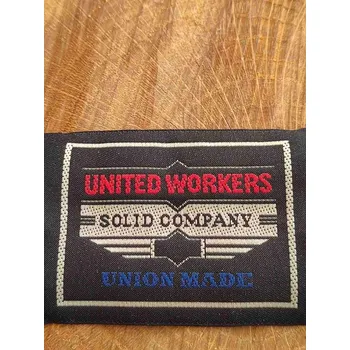 UNITED WORKERS
SOLID COMPANY
UNION MADE